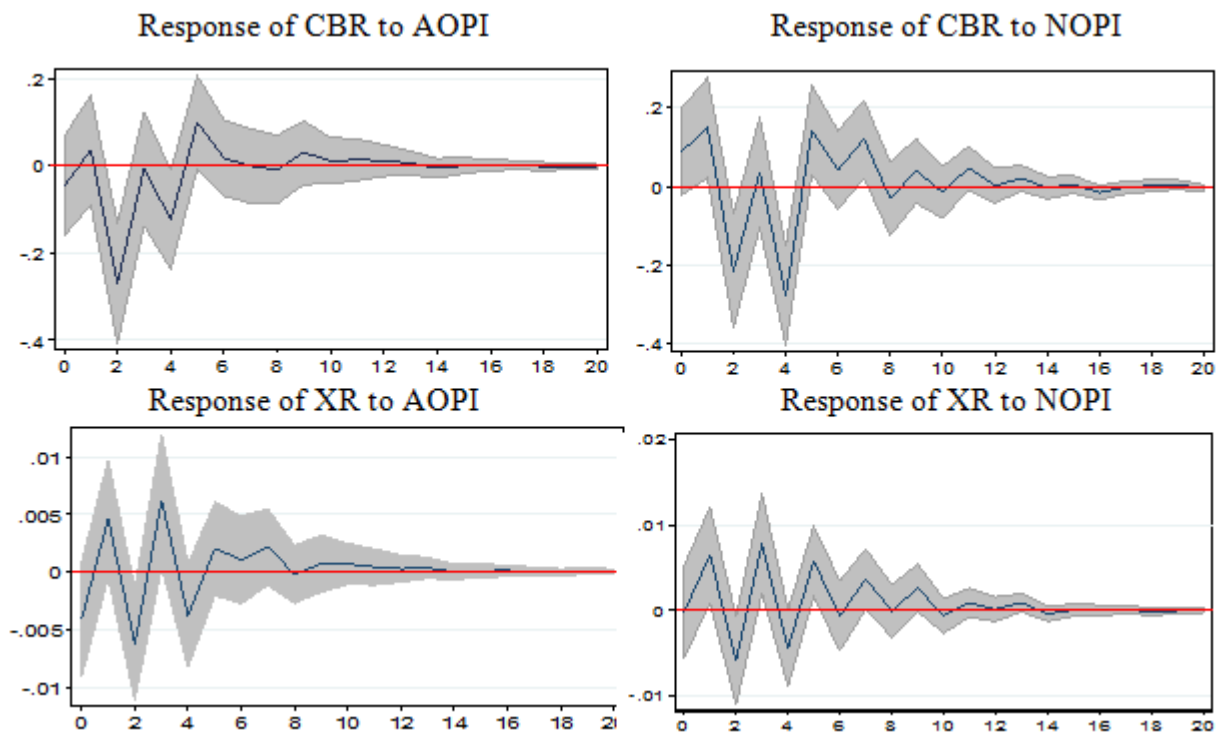 Response of CBR to AOPI
.2
0
-.2
-.4
0 2 4 6 8 10 12 14 16 18 20
Response of CBR to NOPI
.2
0
-.2
-.4
0 2 4 6 8 10 12 14 16 18 20
Response of XR to AOPI
.01
.005
0
-.005
-.01
0 2 4 6 8 10 12 14 16 18 20
Response of XR to NOPI
.02
.01
0
-.01
0 2 4 6 8 10 12 14 16 18 20